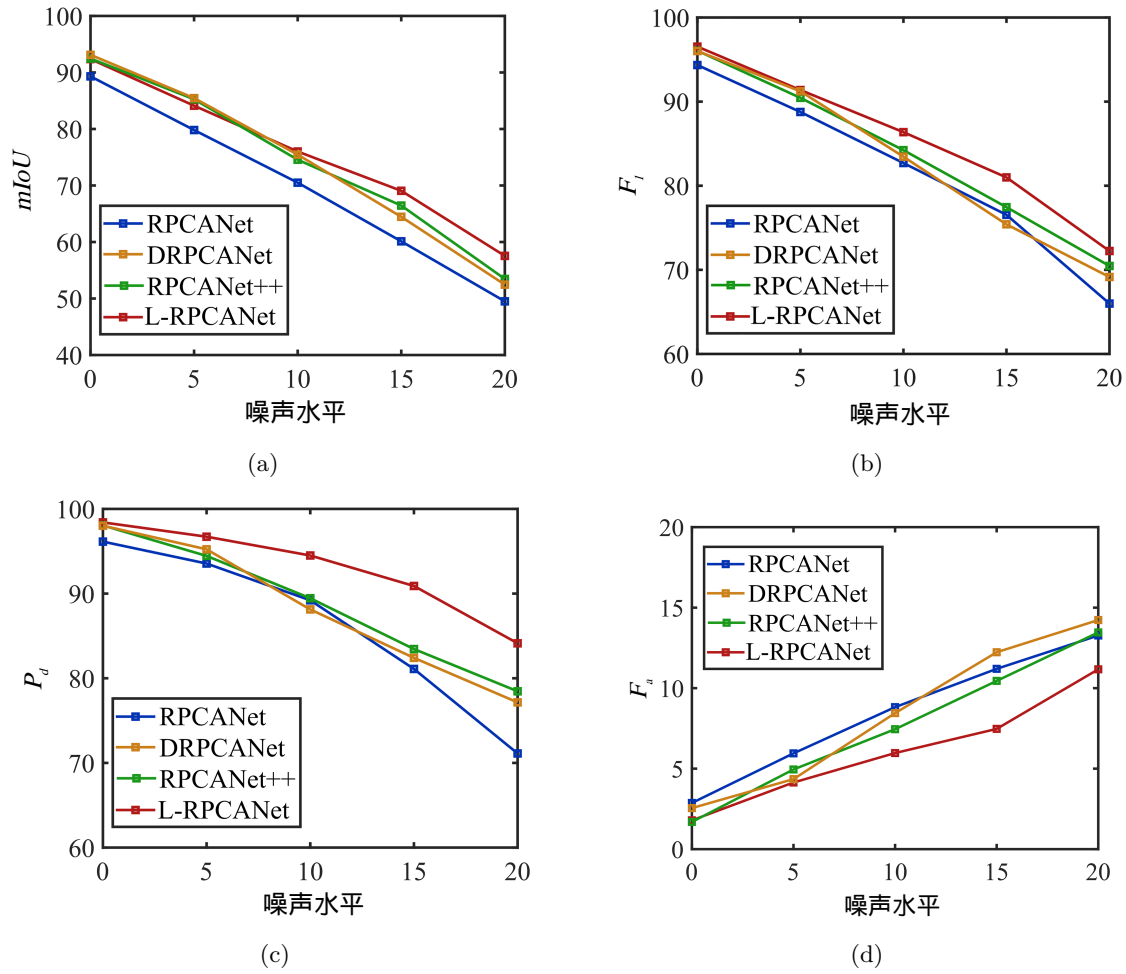 100
90
80
70
60
50
40
mIoU
RPCANet
DRPCANet
RPCANet++
L-RPCANet
0 5 10 15 20
噪声水平
(a)
100
90
80
70
60
F1
RPCANet
DRPCANet
RPCANet++
L-RPCANet
0 5 10 15 20
噪声水平
(b)
100
90
80
70
60
Pd
RPCANet
DRPCANet
RPCANet++
L-RPCANet
0 5 10 15 20
噪声水平
(c)
20
15
10
5
0
Fa
RPCANet
DRPCANet
RPCANet++
L-RPCANet
0 5 10 15 20
噪声水平
(d)